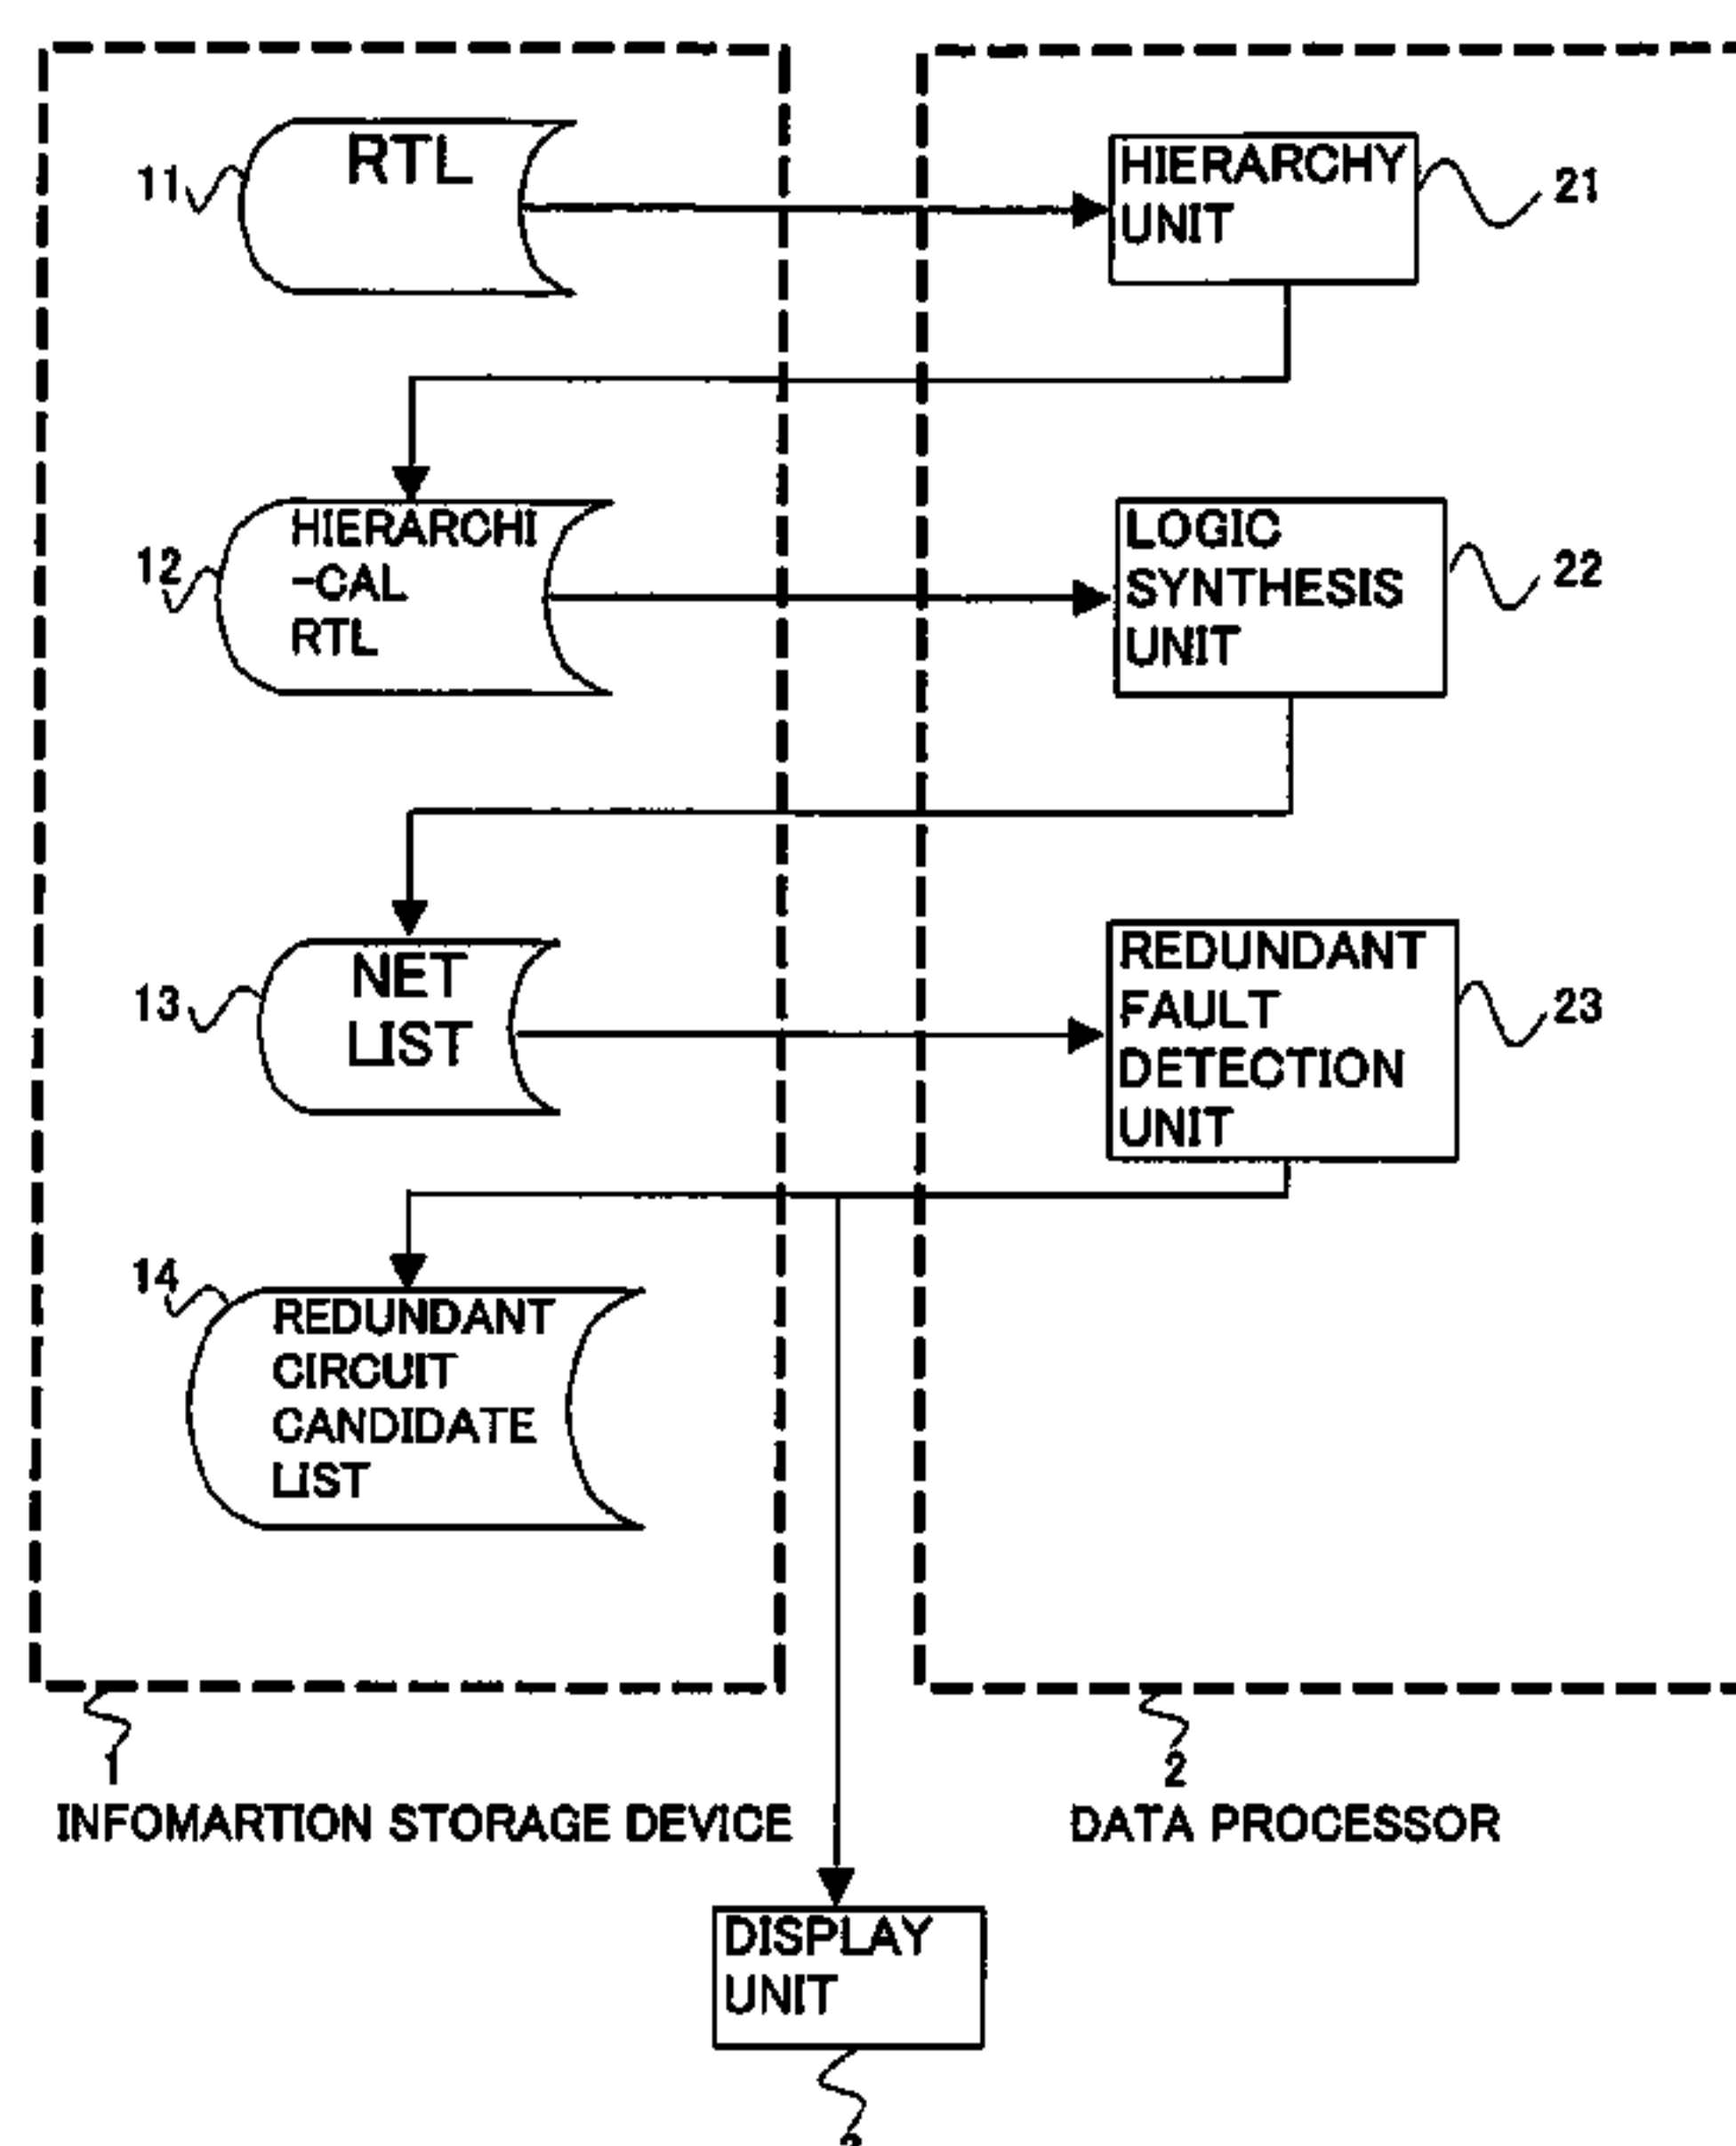 RTL
11
HIERARCHY
UNIT
21
HIERARCHI
-CAL
RTL
12
LOGIC
SYNTHESIS
UNIT
22
NET
LIST
13
REDUNDANT
FAULT
DETECTION
UNIT
23
14
REDUNDANT
CIRCUIT
CANDIDATE
LIST
1
INFOMARTION STORAGE DEVICE
2
DATA PROCESSOR
DISPLAY
UNIT